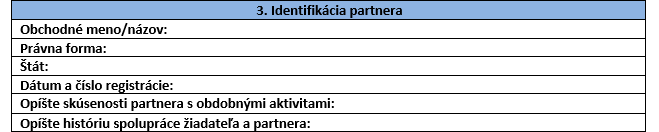 3. Identifikácia partnera
Obchodné meno/názov:
Právna forma:
Štát:
Dátum a číslo registrácie:
Opíšte skúsenosti partnera s obdobnými aktivitami:
Opíšte históriu spolupráce žiadateľa a partnera: